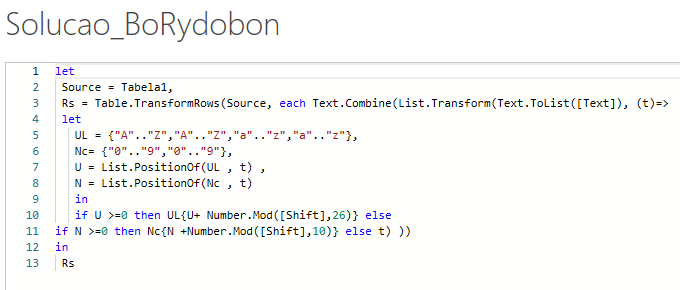 Solucao_BoRydobon
1 let
2 Source = Tabela1,
3 Rs = Table.TransformRows(Source, each Text.Combine(List.Transform(Text.ToList([Text]), (t)=>
4 let
5 UL = {"A".."Z","A".."Z","a".."z","a".."z"},
6 Nc= {"0".."9","0".."9"},
7 U = List.PositionOf(UL , t) ,
8 N = List.PositionOf(Nc , t)
9 in
10 if U >=0 then UL{U+ Number.Mod([Shift],26)} else
11 if N >=0 then Nc{N +Number.Mod([Shift],10)} else t) ))
12 in
13 Rs